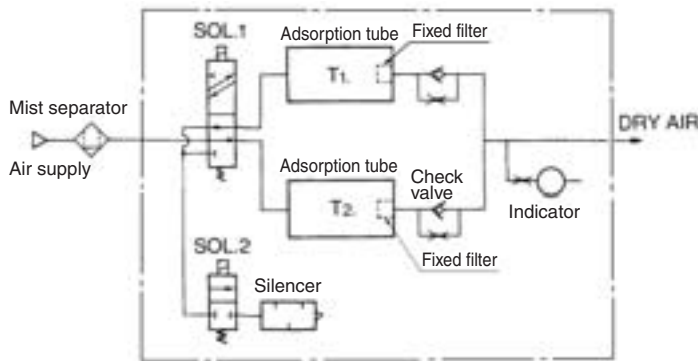 SOL.1
Adsorption tube
Fixed filter
T1.
Mist separator
Air supply
DRY AIR
Adsorption tube
Check
valve
T2.
Indicator
Fixed filter
SOL.2
Silencer